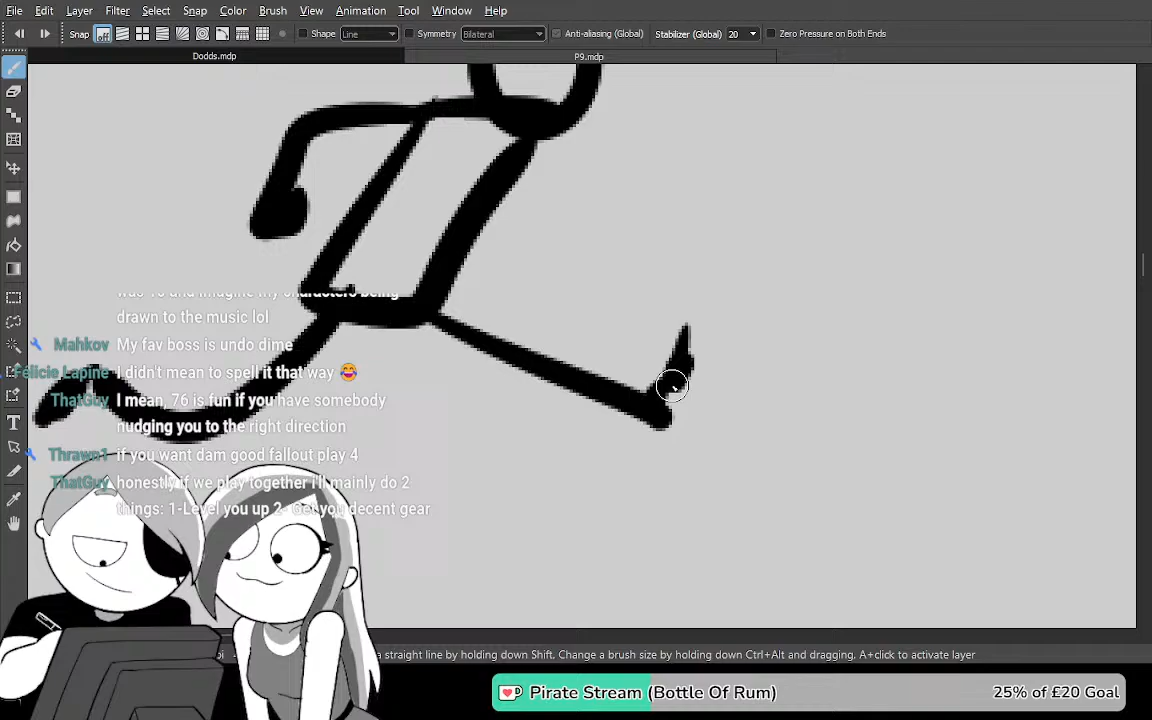 File Edit Layer Filter Select Snap Color Brush View Animation Tool Window Help
Snap off Shape Line Symmetry Bilateral Anti-aliasing (Global) Stabilizer (Global) 20 Zero Pressure on Both Ends
Dodds.mdp P9.mdp
was 16 and imagine my characters being
drawn to the music lol
Mahkov My fav boss is undo dime
Félicie Lapine I didn't mean to spell it that way 😂
ThatGuy I mean, 76 is fun if you have somebody
nudging you to the right direction
Thrawn1 if you want dam good fallout play 4
ThatGuy honestly if we play together i'll mainly do 2
things: 1-Level you up 2- Get you decent gear
a straight line by holding down Shift. Change a brush size by holding down Ctrl+Alt and dragging. A+click to activate layer
Pirate Stream (Bottle Of Rum) 25% of £20 Goal